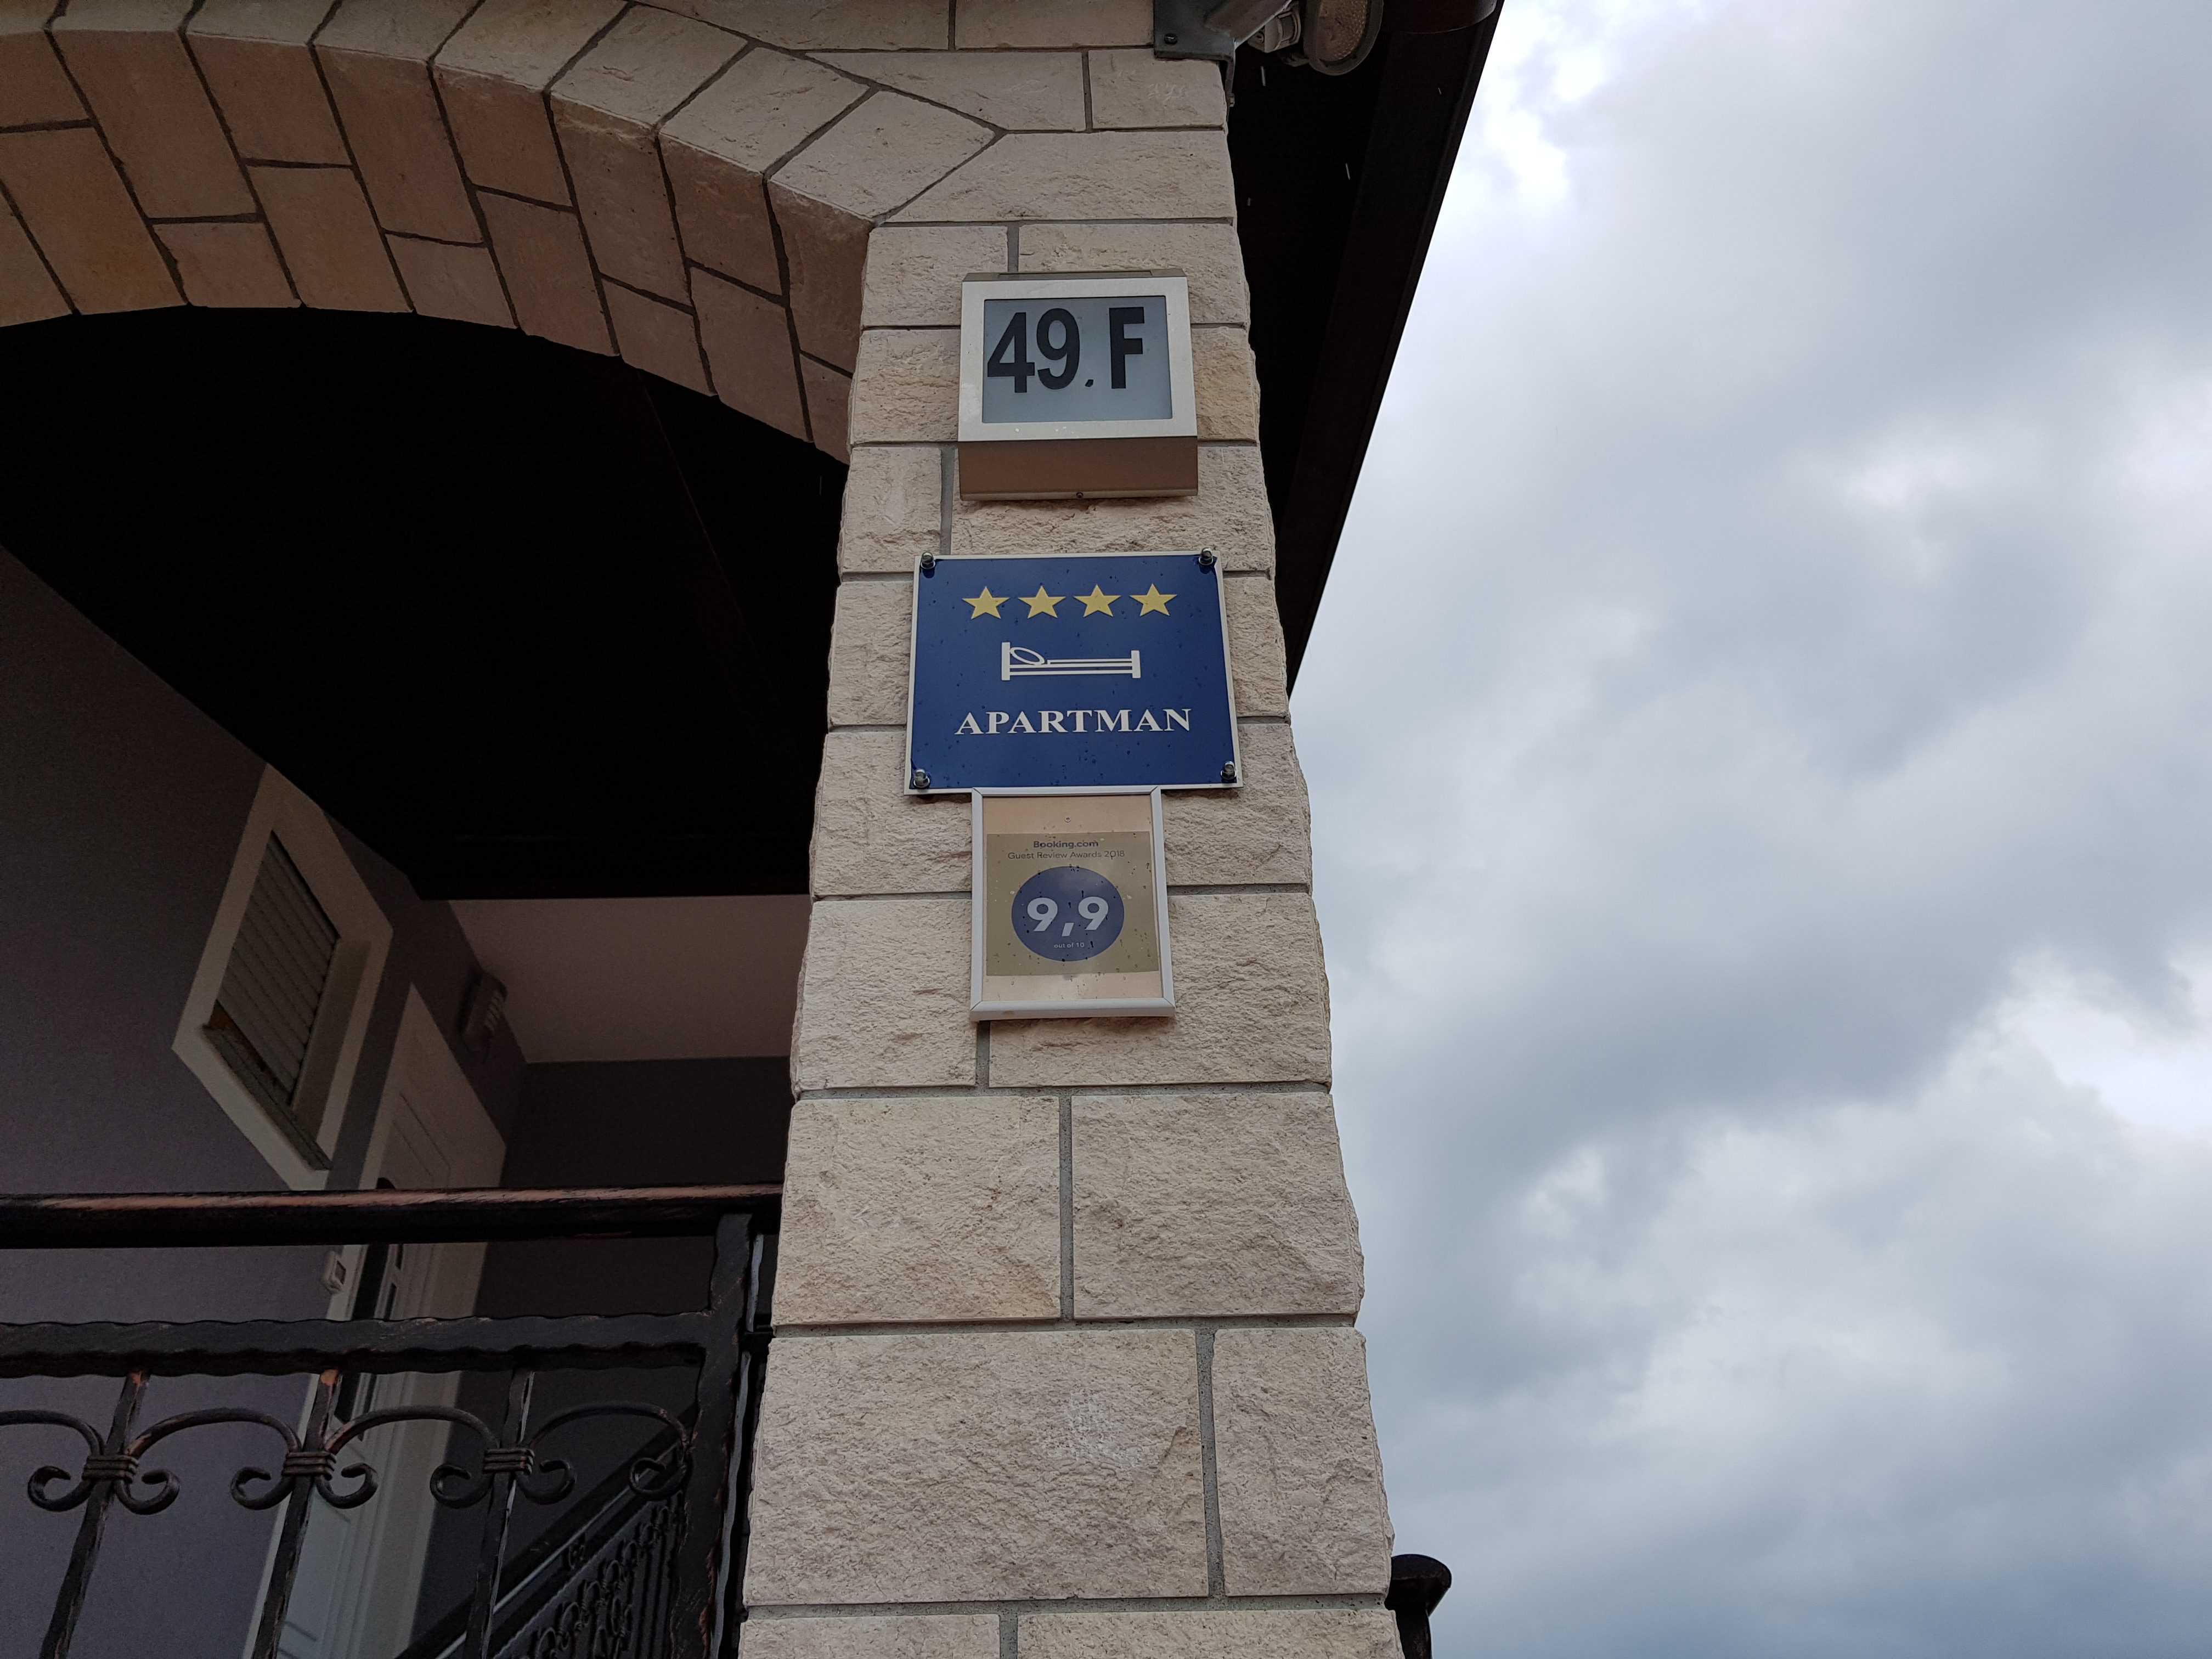 49.F
APARTMAN
Booking.com
Guest Review Awards 2018
9,9
out of 10